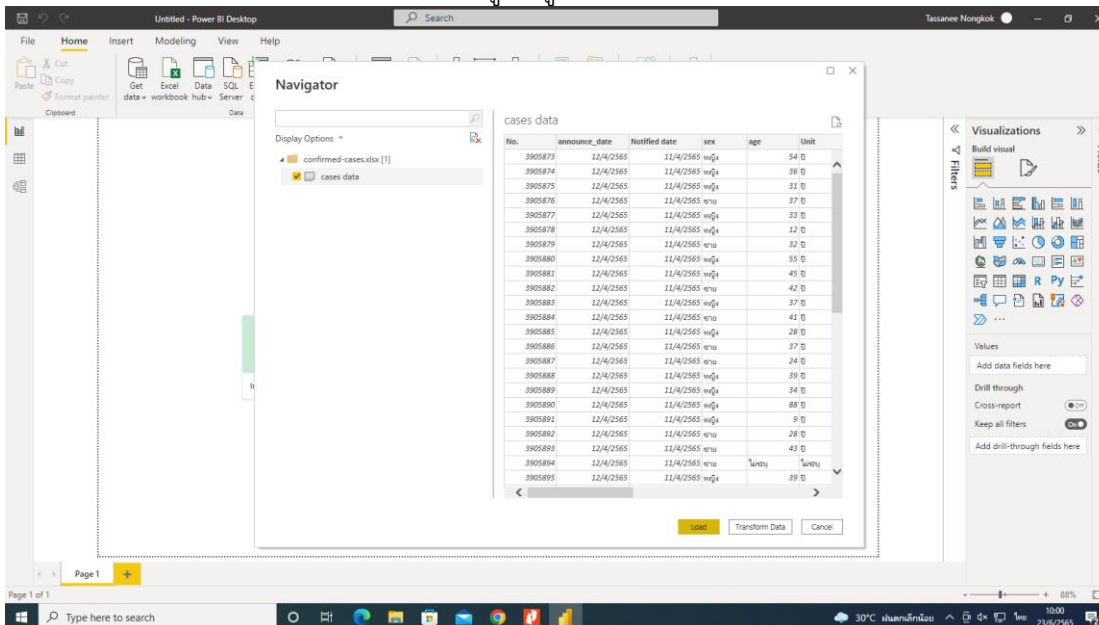 Untitled - Power BI Desktop
Search
Tassanee Nongkok
File Home Insert Modeling View Help
Paste
Cut
Copy
Format painter
Clipboard
Get data
Excel workbook
Data hub
SQL Server
Data
Navigator
Display Options
confirmed-cases.xlsx [1]
cases data
cases data
No. announce_date Notified date sex age Unit
3905873 12/4/2565 11/4/2565 หญิง 54 ปี
3905874 12/4/2565 11/4/2565 หญิง 36 ปี
3905875 12/4/2565 11/4/2565 หญิง 31 ปี
3905876 12/4/2565 11/4/2565 ชาย 37 ปี
3905877 12/4/2565 11/4/2565 หญิง 33 ปี
3905878 12/4/2565 11/4/2565 หญิง 12 ปี
3905879 12/4/2565 11/4/2565 ชาย 32 ปี
3905880 12/4/2565 11/4/2565 หญิง 55 ปี
3905881 12/4/2565 11/4/2565 หญิง 45 ปี
3905882 12/4/2565 11/4/2565 ชาย 42 ปี
3905883 12/4/2565 11/4/2565 หญิง 37 ปี
3905884 12/4/2565 11/4/2565 ชาย 41 ปี
3905885 12/4/2565 11/4/2565 หญิง 28 ปี
3905886 12/4/2565 11/4/2565 ชาย 37 ปี
3905887 12/4/2565 11/4/2565 ชาย 24 ปี
3905888 12/4/2565 11/4/2565 หญิง 39 ปี
3905889 12/4/2565 11/4/2565 หญิง 34 ปี
3905890 12/4/2565 11/4/2565 หญิง 88 ปี
3905891 12/4/2565 11/4/2565 หญิง 9 ปี
3905892 12/4/2565 11/4/2565 ชาย 28 ปี
3905893 12/4/2565 11/4/2565 ชาย 43 ปี
3905894 12/4/2565 11/4/2565 ชาย ไม่ระบุ ไม่ระบุ
3905895 12/4/2565 11/4/2565 หญิง 39 ปี
Load Transform Data Cancel
Filters
Visualizations
Build visual
R Py
Values
Add data fields here
Drill through
Cross-report
Off
Keep all filters
On
Add drill-through fields here
Page 1
Page 1 of 1
88%
Type here to search
30°C ฝนตกเล็กน้อย
ไทย
10:00
23/6/2565